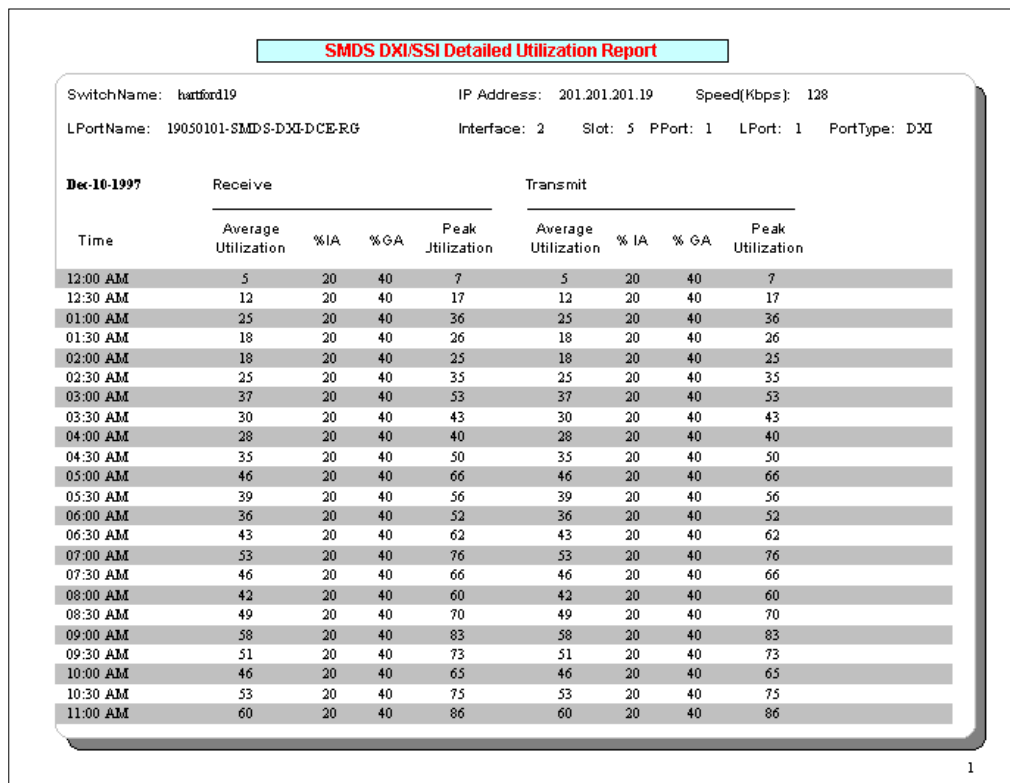 SMDS DXI/SSI Detailed Utilization Report
SwitchName: hartford19 IP Address: 201.201.201.19 Speed(Kbps): 128
LPortName: 19050101-SMDS-DXI-DCE-RG Interface: 2 Slot: 5 PPort: 1 LPort: 1 PortType: DXI
Dec-10-1997 Receive Transmit
Time Average Utilization %IA %GA Peak Jtilization Average Utilization % IA % GA Peak Utilization
12:00 AM 5 20 40 7 5 20 40 7
12:30 AM 12 20 40 17 12 20 40 17
01:00 AM 25 20 40 36 25 20 40 36
01:30 AM 18 20 40 26 18 20 40 26
02:00 AM 18 20 40 25 18 20 40 25
02:30 AM 25 20 40 35 25 20 40 35
03:00 AM 37 20 40 53 37 20 40 53
03:30 AM 30 20 40 43 30 20 40 43
04:00 AM 28 20 40 40 28 20 40 40
04:30 AM 35 20 40 50 35 20 40 50
05:00 AM 46 20 40 66 46 20 40 66
05:30 AM 39 20 40 56 39 20 40 56
06:00 AM 36 20 40 52 36 20 40 52
06:30 AM 43 20 40 62 43 20 40 62
07:00 AM 53 20 40 76 53 20 40 76
07:30 AM 46 20 40 66 46 20 40 66
08:00 AM 42 20 40 60 42 20 40 60
08:30 AM 49 20 40 70 49 20 40 70
09:00 AM 58 20 40 83 58 20 40 83
09:30 AM 51 20 40 73 51 20 40 73
10:00 AM 46 20 40 65 46 20 40 65
10:30 AM 53 20 40 75 53 20 40 75
11:00 AM 60 20 40 86 60 20 40 86
1